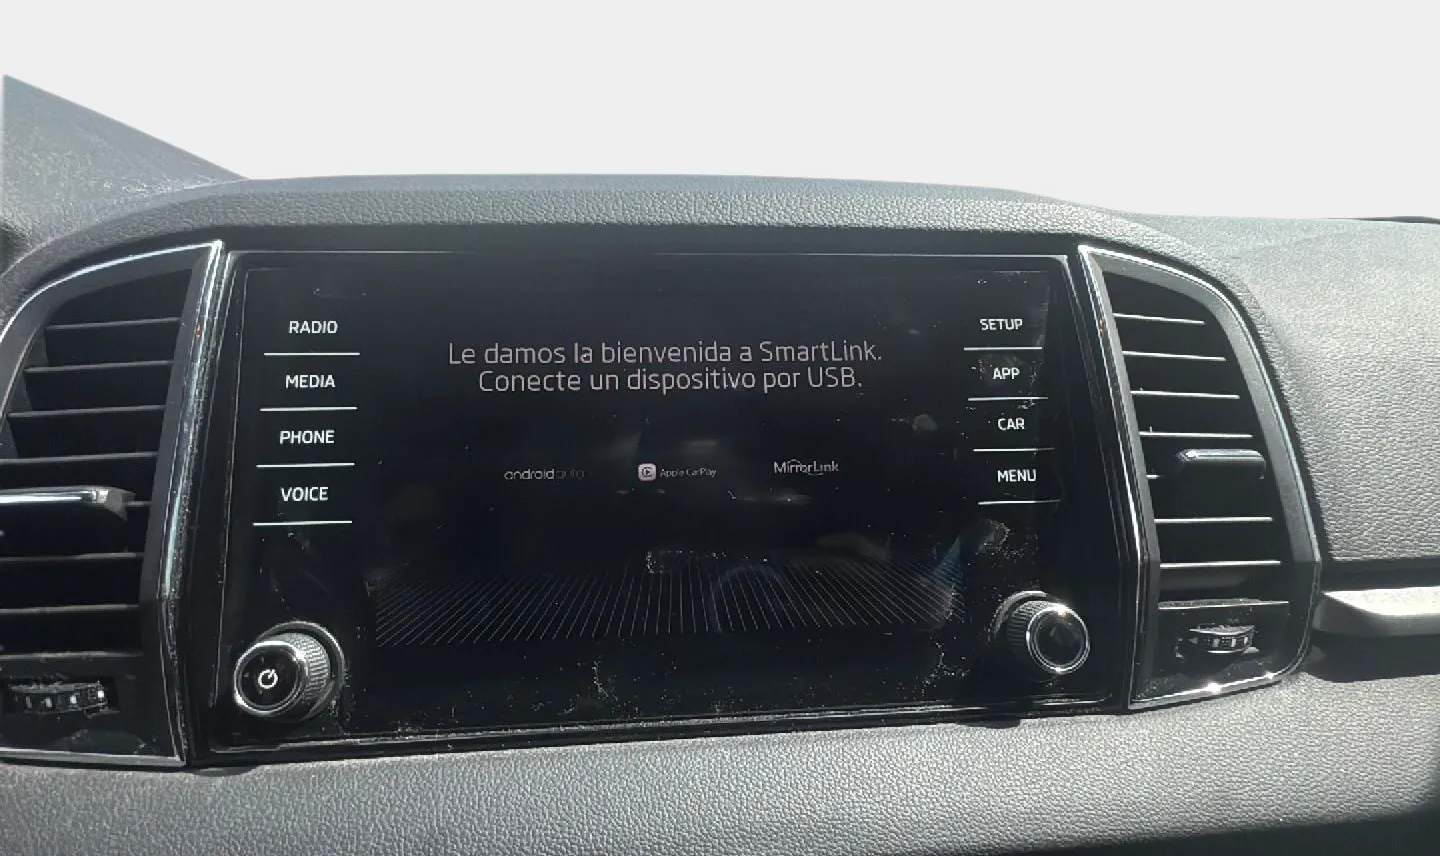 RADIO
MEDIA
PHONE
VOICE
Le damos la bienvenida a SmartLink.
Conecte un dispositivo por USB.
androidauto
Apple CarPlay
MirrorLink
SETUP
APP
CAR
MENU